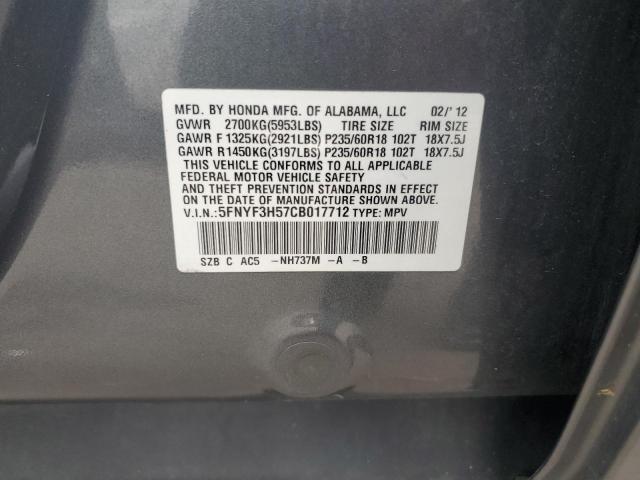 MFD. BY HONDA MFG. OF ALABAMA, LLC 02/'12
GVWR 2700KG(5953LBS) TIRE SIZE RIM SIZE
GAWR F 1325KG(2921LBS) P235/60R18 102T 18X7.5J
GAWR R 1450KG(3197LBS) P235/60R18 102T 18X7.5J
THIS VEHICLE CONFORMS TO ALL APPLICABLE
FEDERAL MOTOR VEHICLE SAFETY
AND THEFT PREVENTION STANDARDS IN EFFECT
ON THE DATE OF MANUFACTURE SHOWN ABOVE.
V.I.N.: 5FNYF3H57CB017712 TYPE: MPV
SZB C AC5 -NH737M -A -B